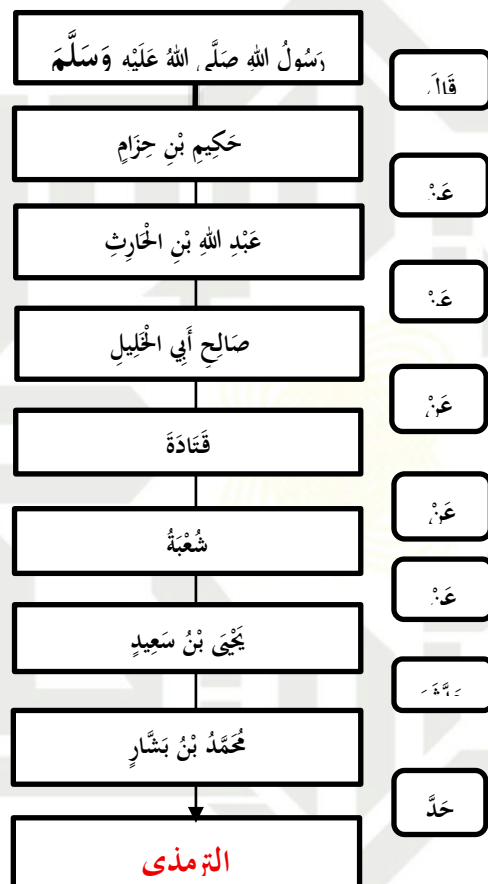 رَسُولُ اللهِ صَلَّى اللهُ عَلَيْهِ وَسَلَّمَ
قَالَ
حَكِيمِ بْنِ حِزَامٍ
عَنْ
عَبْدِ اللهِ بْنِ الْحَارِثِ
عَنْ
صَالِحٍ أَبِي الْخَلِيلِ
عَنْ
قَتَادَةَ
عَنْ
شُعْبَةُ
عَنْ
يَحْيَى بْنُ سَعِيدٍ
مُحَمَّدُ بْنُ بَشَّارٍ
حَدَّ
الترمذى